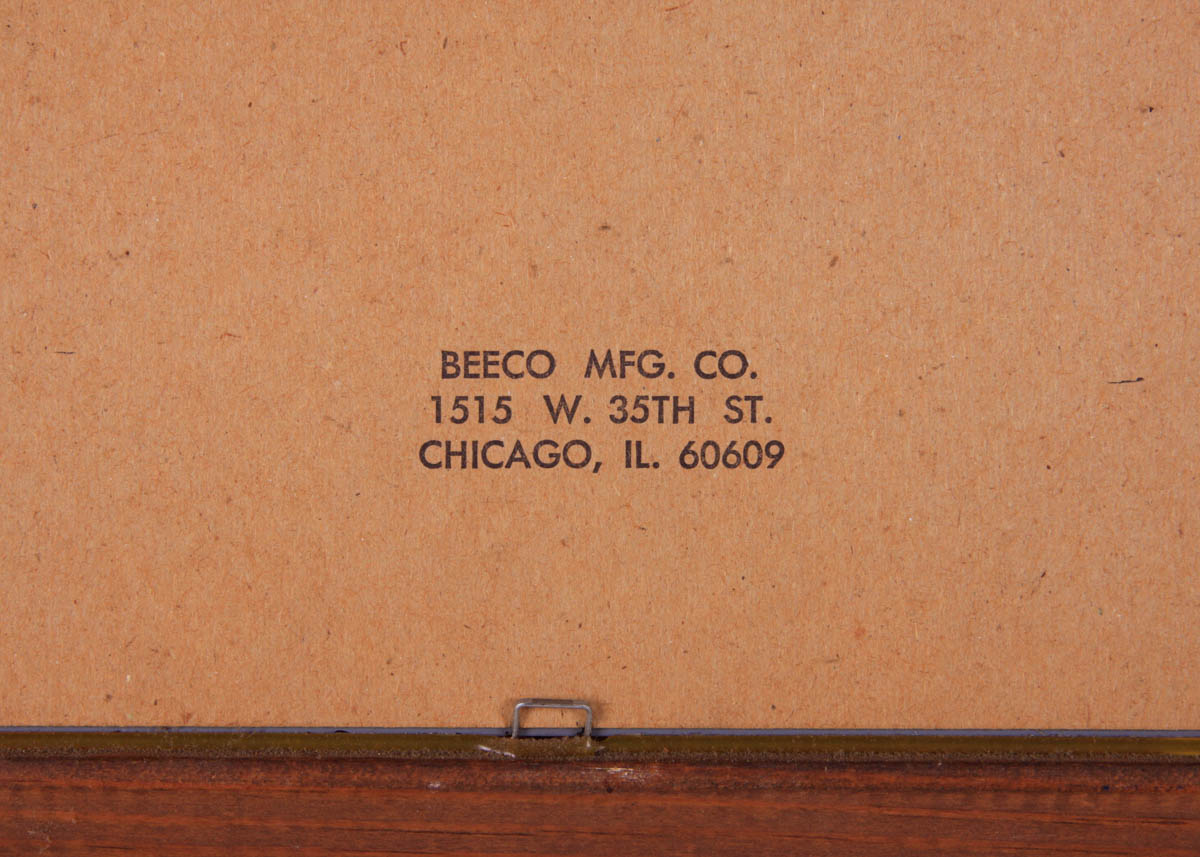 BEECO MFG. CO.
1515 W. 35TH ST.
CHICAGO, IL. 60609